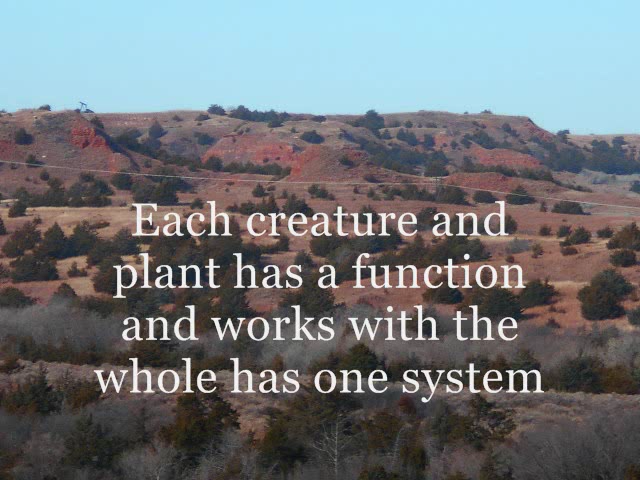 Each creature and
plant has a function
and works with the
whole has one system